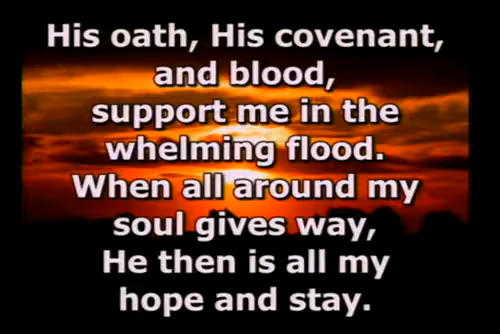 His oath, His covenant,
and blood,
support me in the
whelming flood.
When all around my
soul gives way,
He then is all my
hope and stay.